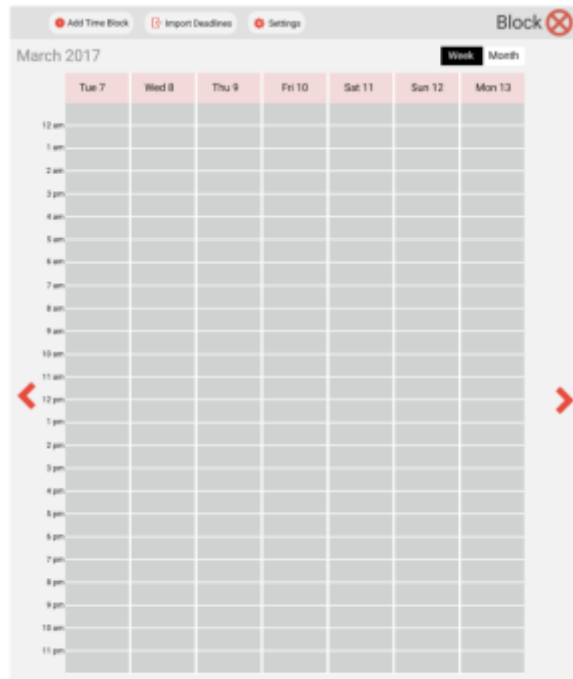 Add Time Block Import Deadlines Settings Block
March 2017 Week Month
Tue 7 Wed 8 Thu 9 Fri 10 Sat 11 Sun 12 Mon 13
12 am
1 am
2 am
3 pm
4 am
5 am
6 am
7 am
8 am
9 am
10 am
11 am
12 pm
1 pm
2 pm
3 pm
4 pm
5 pm
6 pm
7 pm
8 pm
9 pm
10 am
11 pm